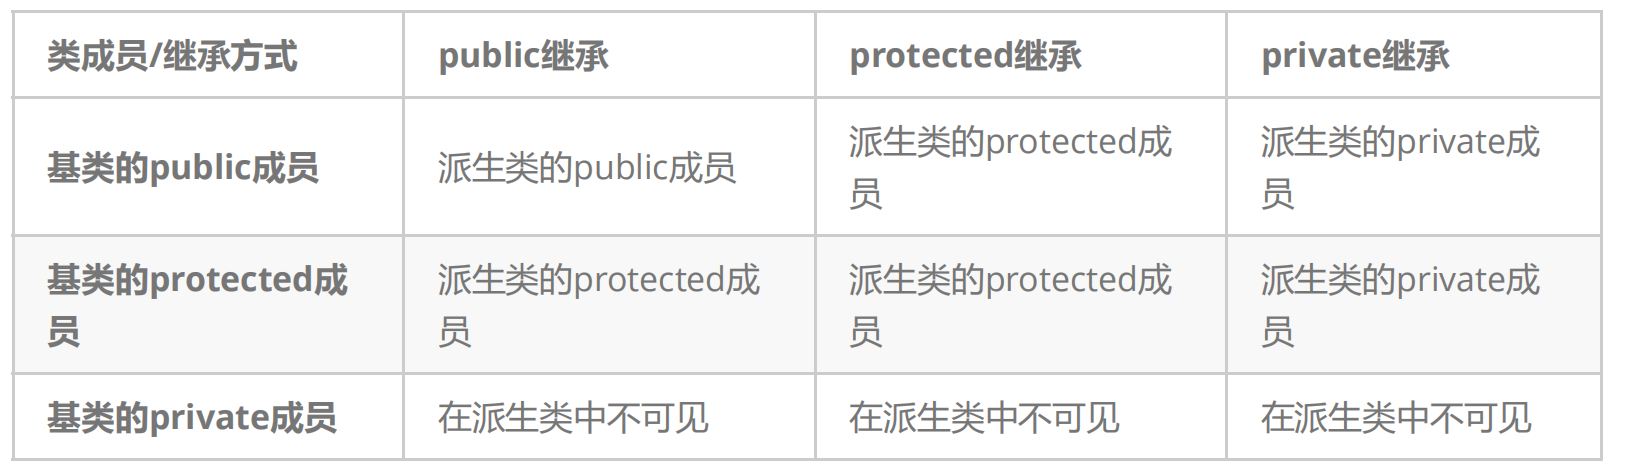 类成员/继承方式 public继承 protected继承 private继承
基类的public成员 派生类的public成员 派生类的protected成 派生类的private成
员 员
基类的protected成 派生类的protected成 派生类的protected成 派生类的private成
员 员 员 员
基类的private成员 在派生类中不可见 在派生类中不可见 在派生类中不可见